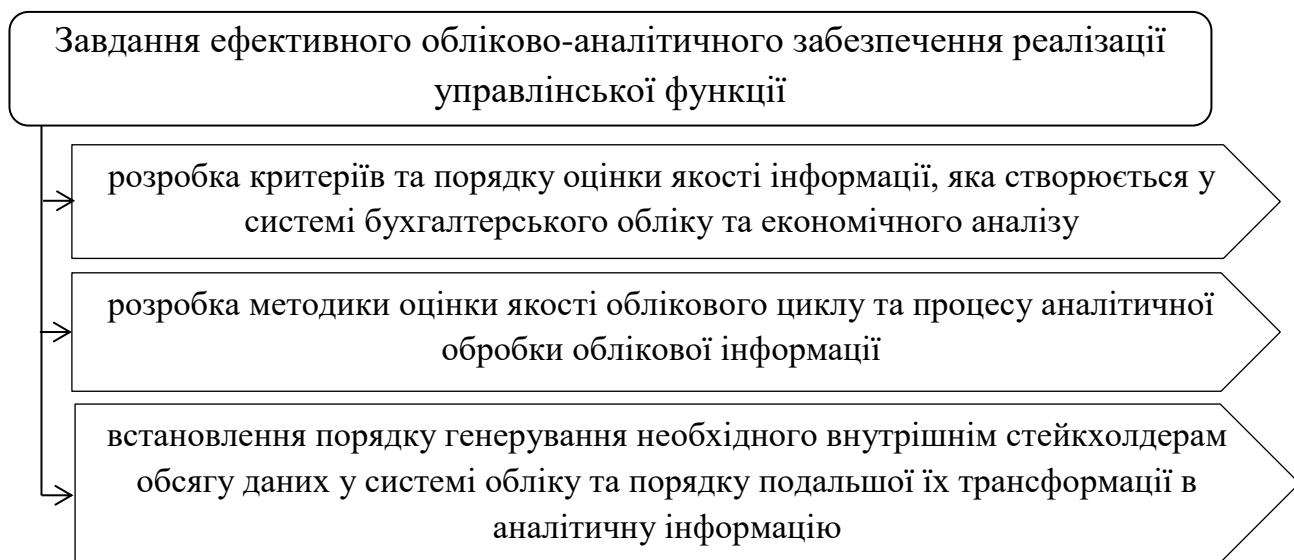 Завдання ефективного обліково-аналітичного забезпечення реалізації
управлінської функції
розробка критеріїв та порядку оцінки якості інформації, яка створюється у
системі бухгалтерського обліку та економічного аналізу
розробка методики оцінки якості облікового циклу та процесу аналітичної
обробки облікової інформації
встановлення порядку генерування необхідного внутрішнім стейкхолдерам
обсягу даних у системі обліку та порядку подальшої їх трансформації в
аналітичну інформацію